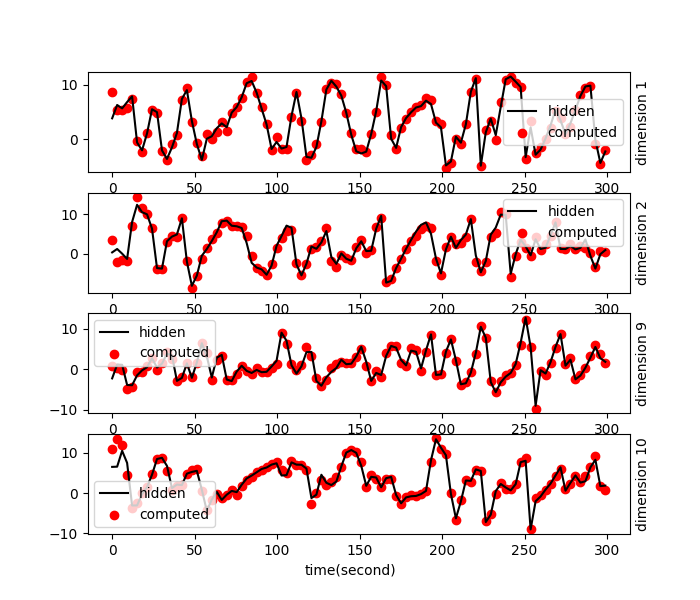 10
0
hidden
computed
dimension 1
0 50 100 150 200 250 300
10
0
hidden
computed
dimension 2
0 50 100 150 200 250 300
10
0
−10
hidden
computed
dimension 9
0 50 100 150 200 250 300
10
0
−10
hidden
computed
dimension 10
0 50 100 150 200 250 300
time(second)